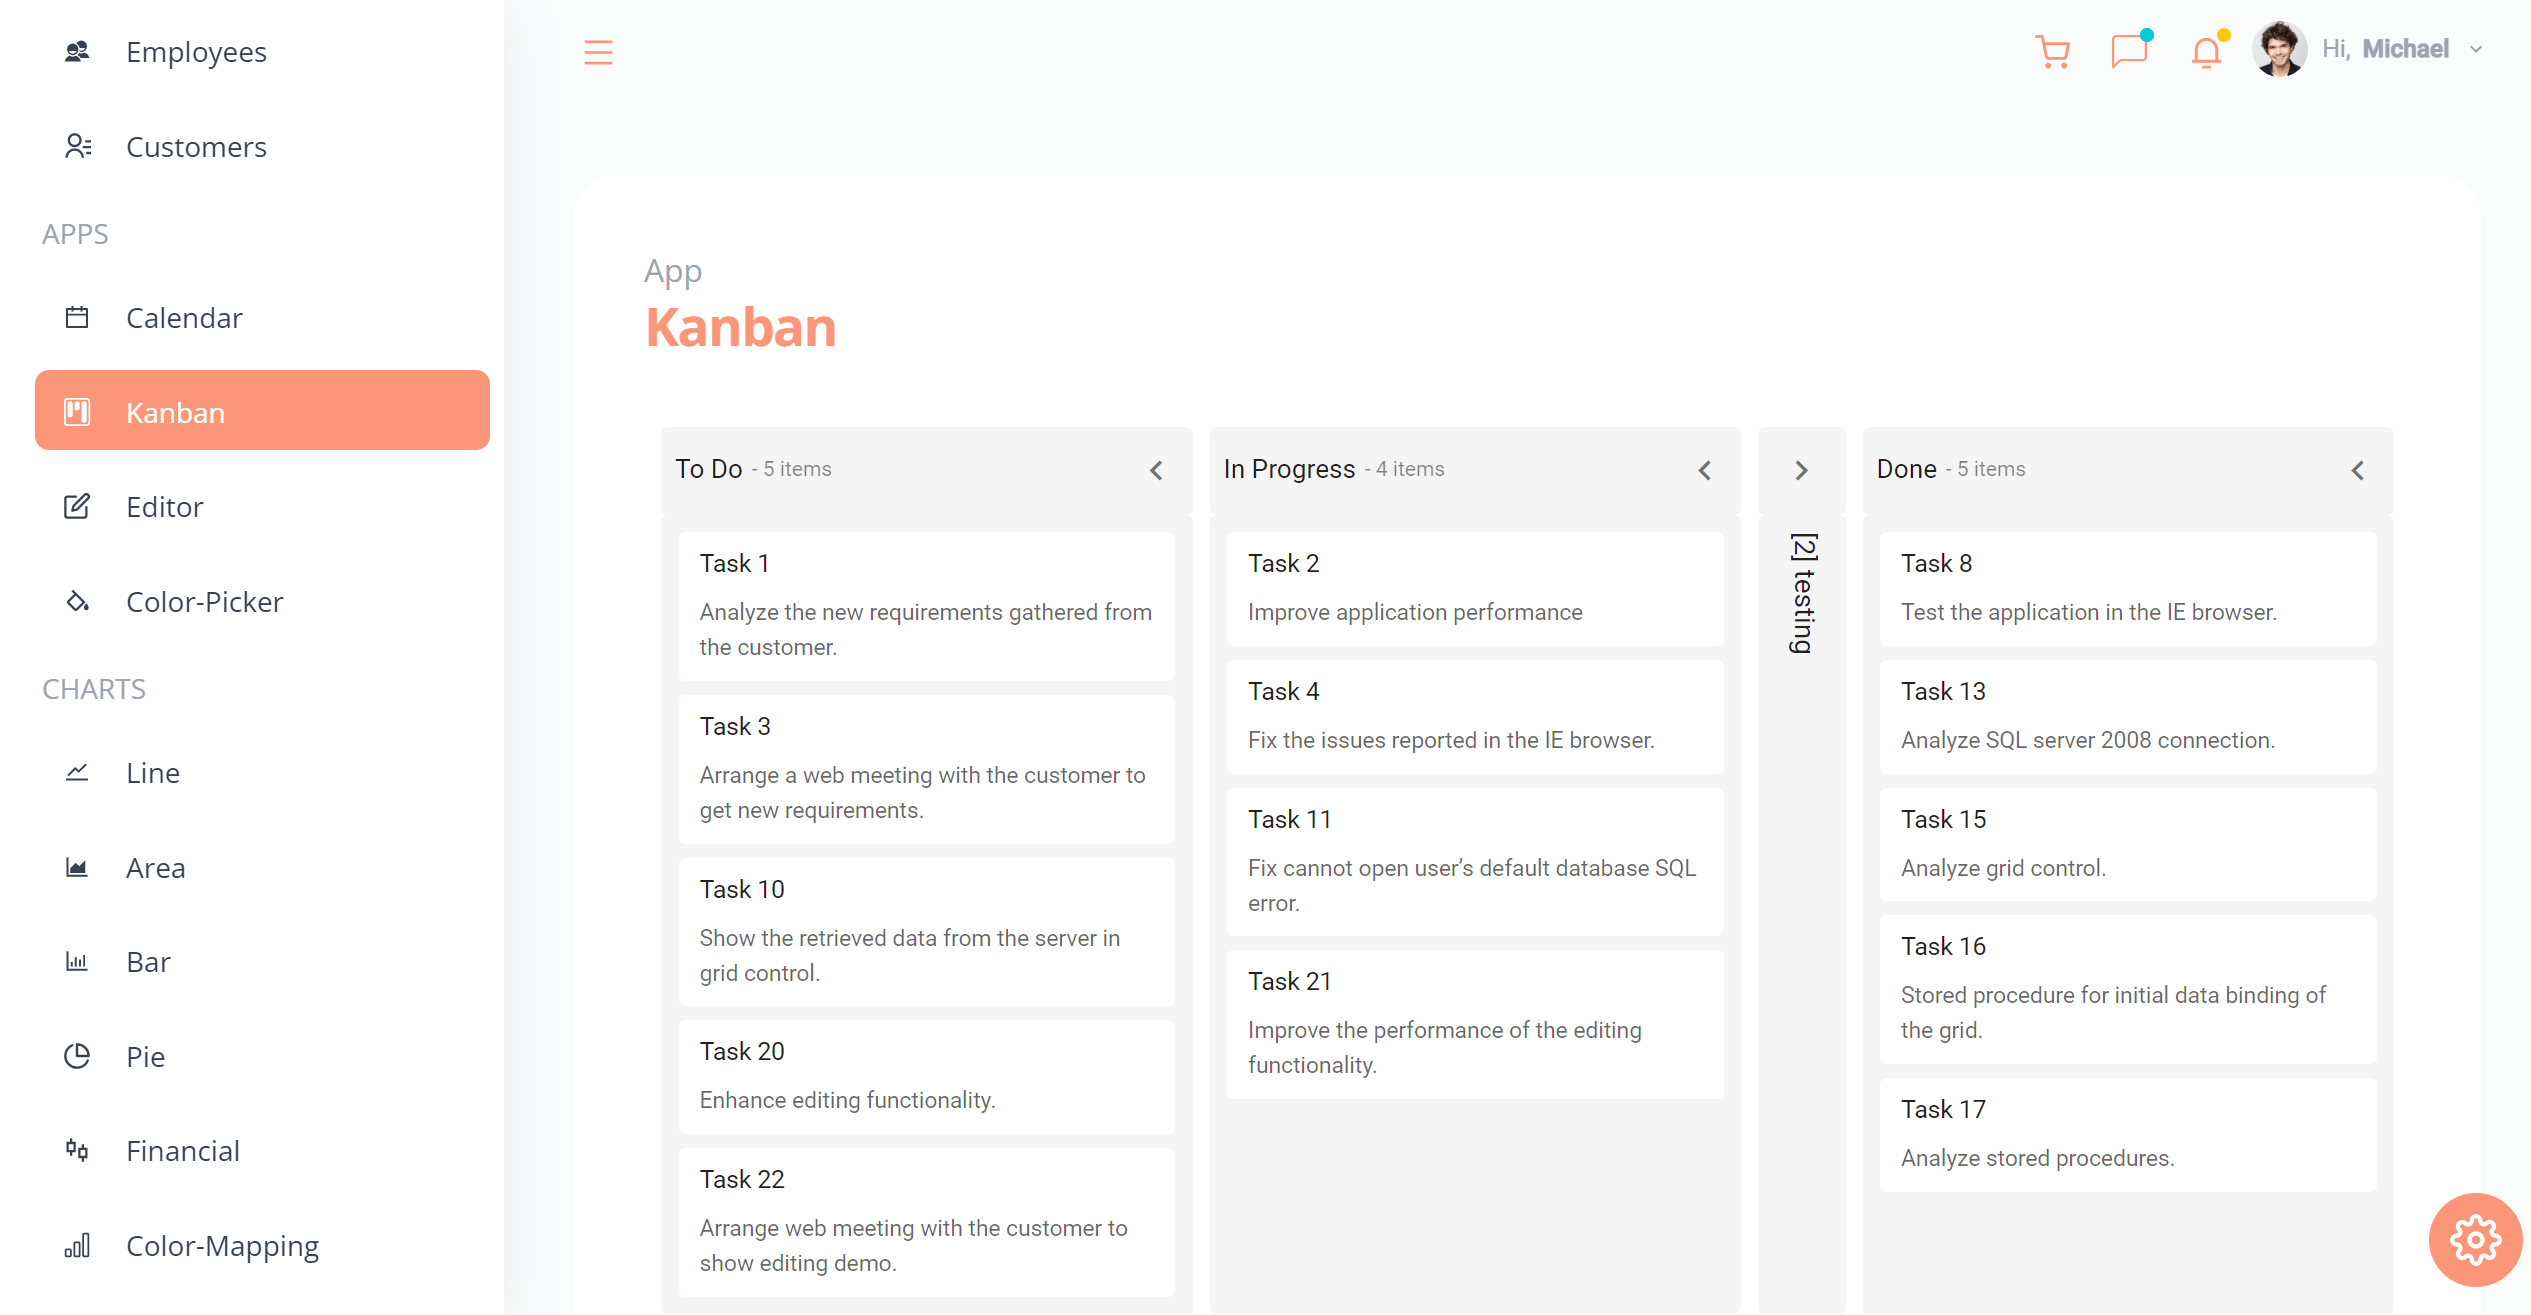 Employees
Customers
APPS
Calendar
Kanban
Editor
Color-Picker
CHARTS
Line
Area
Bar
Pie
Financial
Color-Mapping
Hi, Michael
App
Kanban
To Do - 5 items
Task 1
Analyze the new requirements gathered from
the customer.
Task 3
Arrange a web meeting with the customer to
get new requirements.
Task 10
Show the retrieved data from the server in
grid control.
Task 20
Enhance editing functionality.
Task 22
Arrange web meeting with the customer to
show editing demo.
In Progress - 4 items
Task 2
Improve application performance
Task 4
Fix the issues reported in the IE browser.
Task 11
Fix cannot open user’s default database SQL
error.
Task 21
Improve the performance of the editing
functionality.
[2] testing
Done - 5 items
Task 8
Test the application in the IE browser.
Task 13
Analyze SQL server 2008 connection.
Task 15
Analyze grid control.
Task 16
Stored procedure for initial data binding of
the grid.
Task 17
Analyze stored procedures.